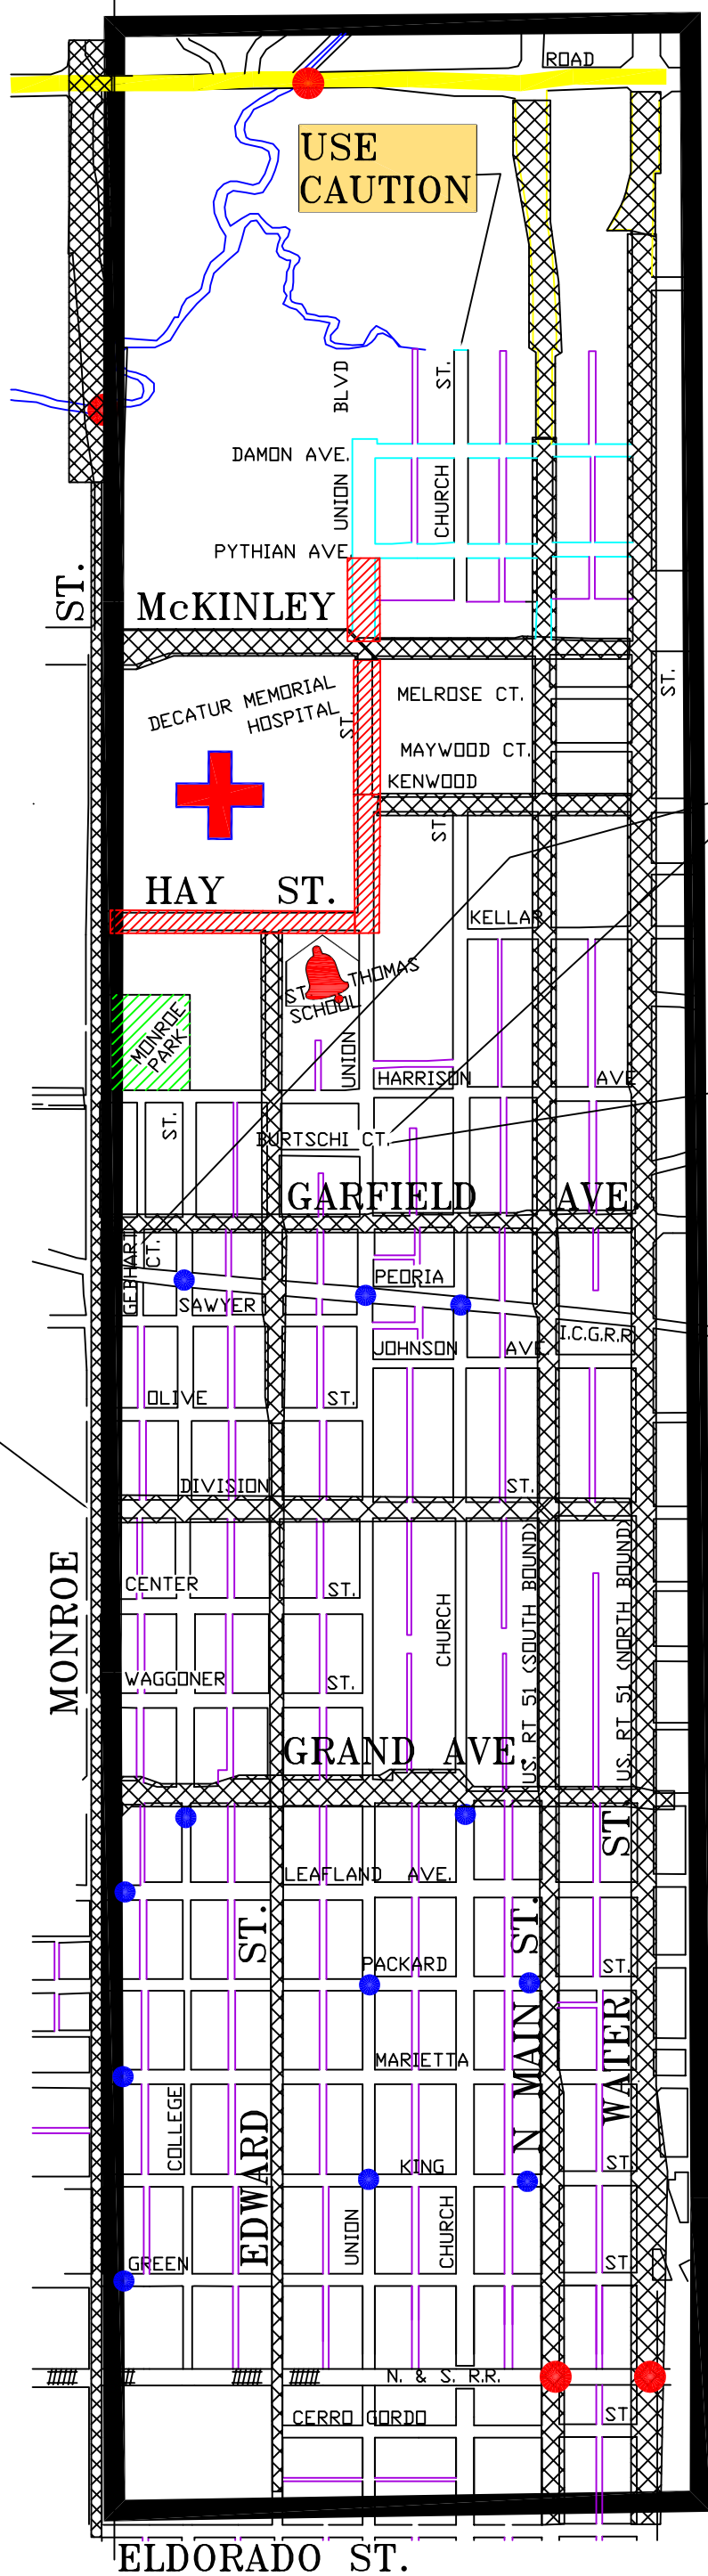 ROAD
USE
CAUTION
BLVD
ST.
DAMON AVE.
UNION
CHURCH
PYTHIAN AVE.
ST.
McKINLEY
DECATUR MEMORIAL
HOSPITAL
ST.
MELROSE CT.
ST.
MAYWOOD CT.
KENWOOD
ST.
HAY ST.
KELLAR
ST. THOMAS
SCHOOL
MONROE
PARK
UNION
HARRISON AVE
ST.
BURTSCHI CT.
GARFIELD AVE
GEBHART
CT.
PEORIA
SAWYER
I.C.G.R.R.
JOHNSON AVE
OLIVE ST.
DIVISION ST.
MONROE
CENTER ST.
CHURCH
US. RT 51 (SOUTH BOUND)
US. RT 51 (NORTH BOUND)
WAGGONER ST.
GRAND AVE.
ST.
LEAFLAND AVE.
ST.
ST.
PACKARD ST.
N MAIN
WATER
MARIETTA
COLLEGE
EDWARD
KING ST.
UNION
CHURCH
GREEN ST.
N. & S. R.R.
CERRO GORDO ST.
ELDORADO ST.